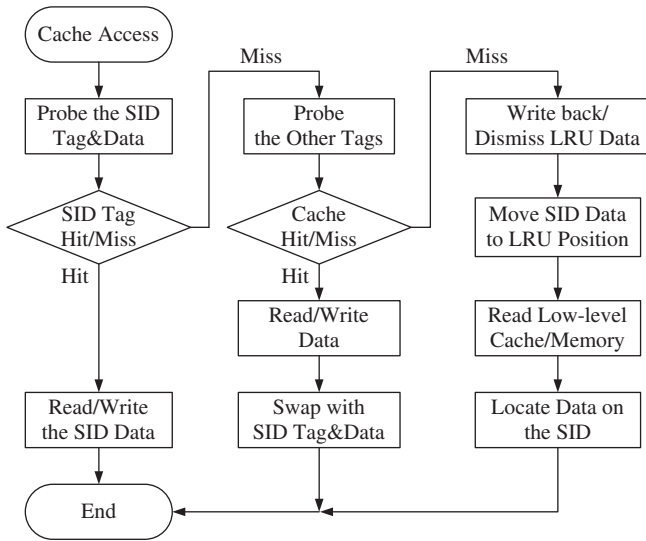 Cache Access
Probe the SID
Tag&Data
SID Tag
Hit/Miss
Hit
Read/Write
the SID Data
End
Miss
Probe
the Other Tags
Cache
Hit/Miss
Hit
Read/Write
Data
Swap with
SID Tag&Data
Miss
Write back/
Dismiss LRU Data
Move SID Data
to LRU Position
Read Low-level
Cache/Memory
Locate Data on
the SID